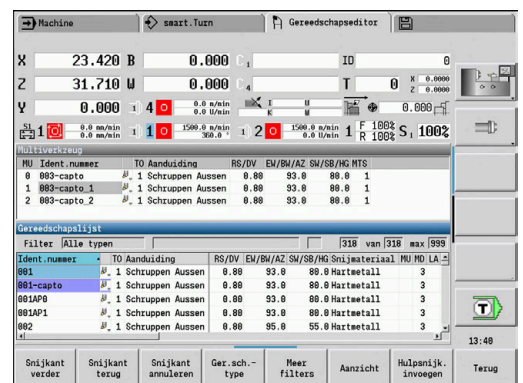 Machine smart.Turn Gereedschapseditor
X 23.420 B 0.000 C 1 ID 0
Z 31.710 W 0.000 C 4 T 0 X 0.0000 Z 0.0000
Y 0.000 4 0 0.0 m/min 0.0 U/min I U K W 0.000
SL 1 0 0.0 mm/min 0.0 mm/min 1 0 1500.0 m/min 360.0 ° 2 0 1500.0 m/min 0.0 U/min 1 F 100% R 100% S 1 100%
Multiverkzeug
MU Ident.nummer TO Aanduiding RS/DV EW/BW/AZ SW/SB/HG MTS
0 003-capto 1 Schruppen Aussen 0.80 93.0 80.0 1
1 003-capto_1 1 Schruppen Aussen 0.80 93.0 80.0 1
2 003-capto_2 1 Schruppen Aussen 0.80 93.0 80.0 1
Gereedschapslijst
Filter Alle typen 318 van 318 max 999
Ident.nummer TO Aanduiding RS/DV EW/BW/AZ SW/SB/HG Snijmateriaal MU MD LA
001 1 Schruppen Aussen 0.80 93.0 80.0 Hartmetall 3
001-capto 1 Schruppen Aussen 0.80 93.0 80.0 Hartmetall 3
001AP0 1 Schruppen Aussen 0.80 93.0 80.0 Hartmetall 3
001AP1 1 Schruppen Aussen 0.80 93.0 80.0 Hartmetall 3
002 1 Schruppen Aussen 0.80 95.0 55.0 Hartmetall 3
T
13:40
Snijkant verder
Snijkant terug
Snijkant annuleren
Ger.sch.-type
Meer filters
Aanzicht
Hulpsnijk. invoegen
Terug